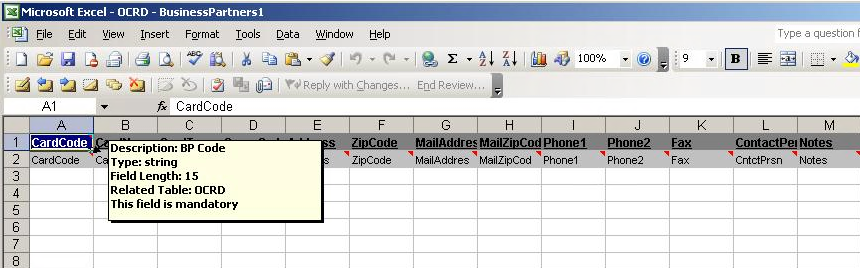 Microsoft Excel - OCRD - BusinessPartners1
File Edit View Insert Format Tools Data Window Help
Type a question f
100% 9 B
Reply with Changes... End Review...
A1 fx CardCode
A B C D E F G H I J K L M
1 CardCode ZipCode MailAddres MailZipCod Phone1 Phone2 Fax ContactPe Notes
2 CardCode Ca ZipCode MailAddres MailZipCod Phone1 Phone2 Fax CntctPrsn Notes
Description: BP Code
Type: string
Field Length: 15
Related Table: OCRD
This field is mandatory
3
4
5
6
7
8